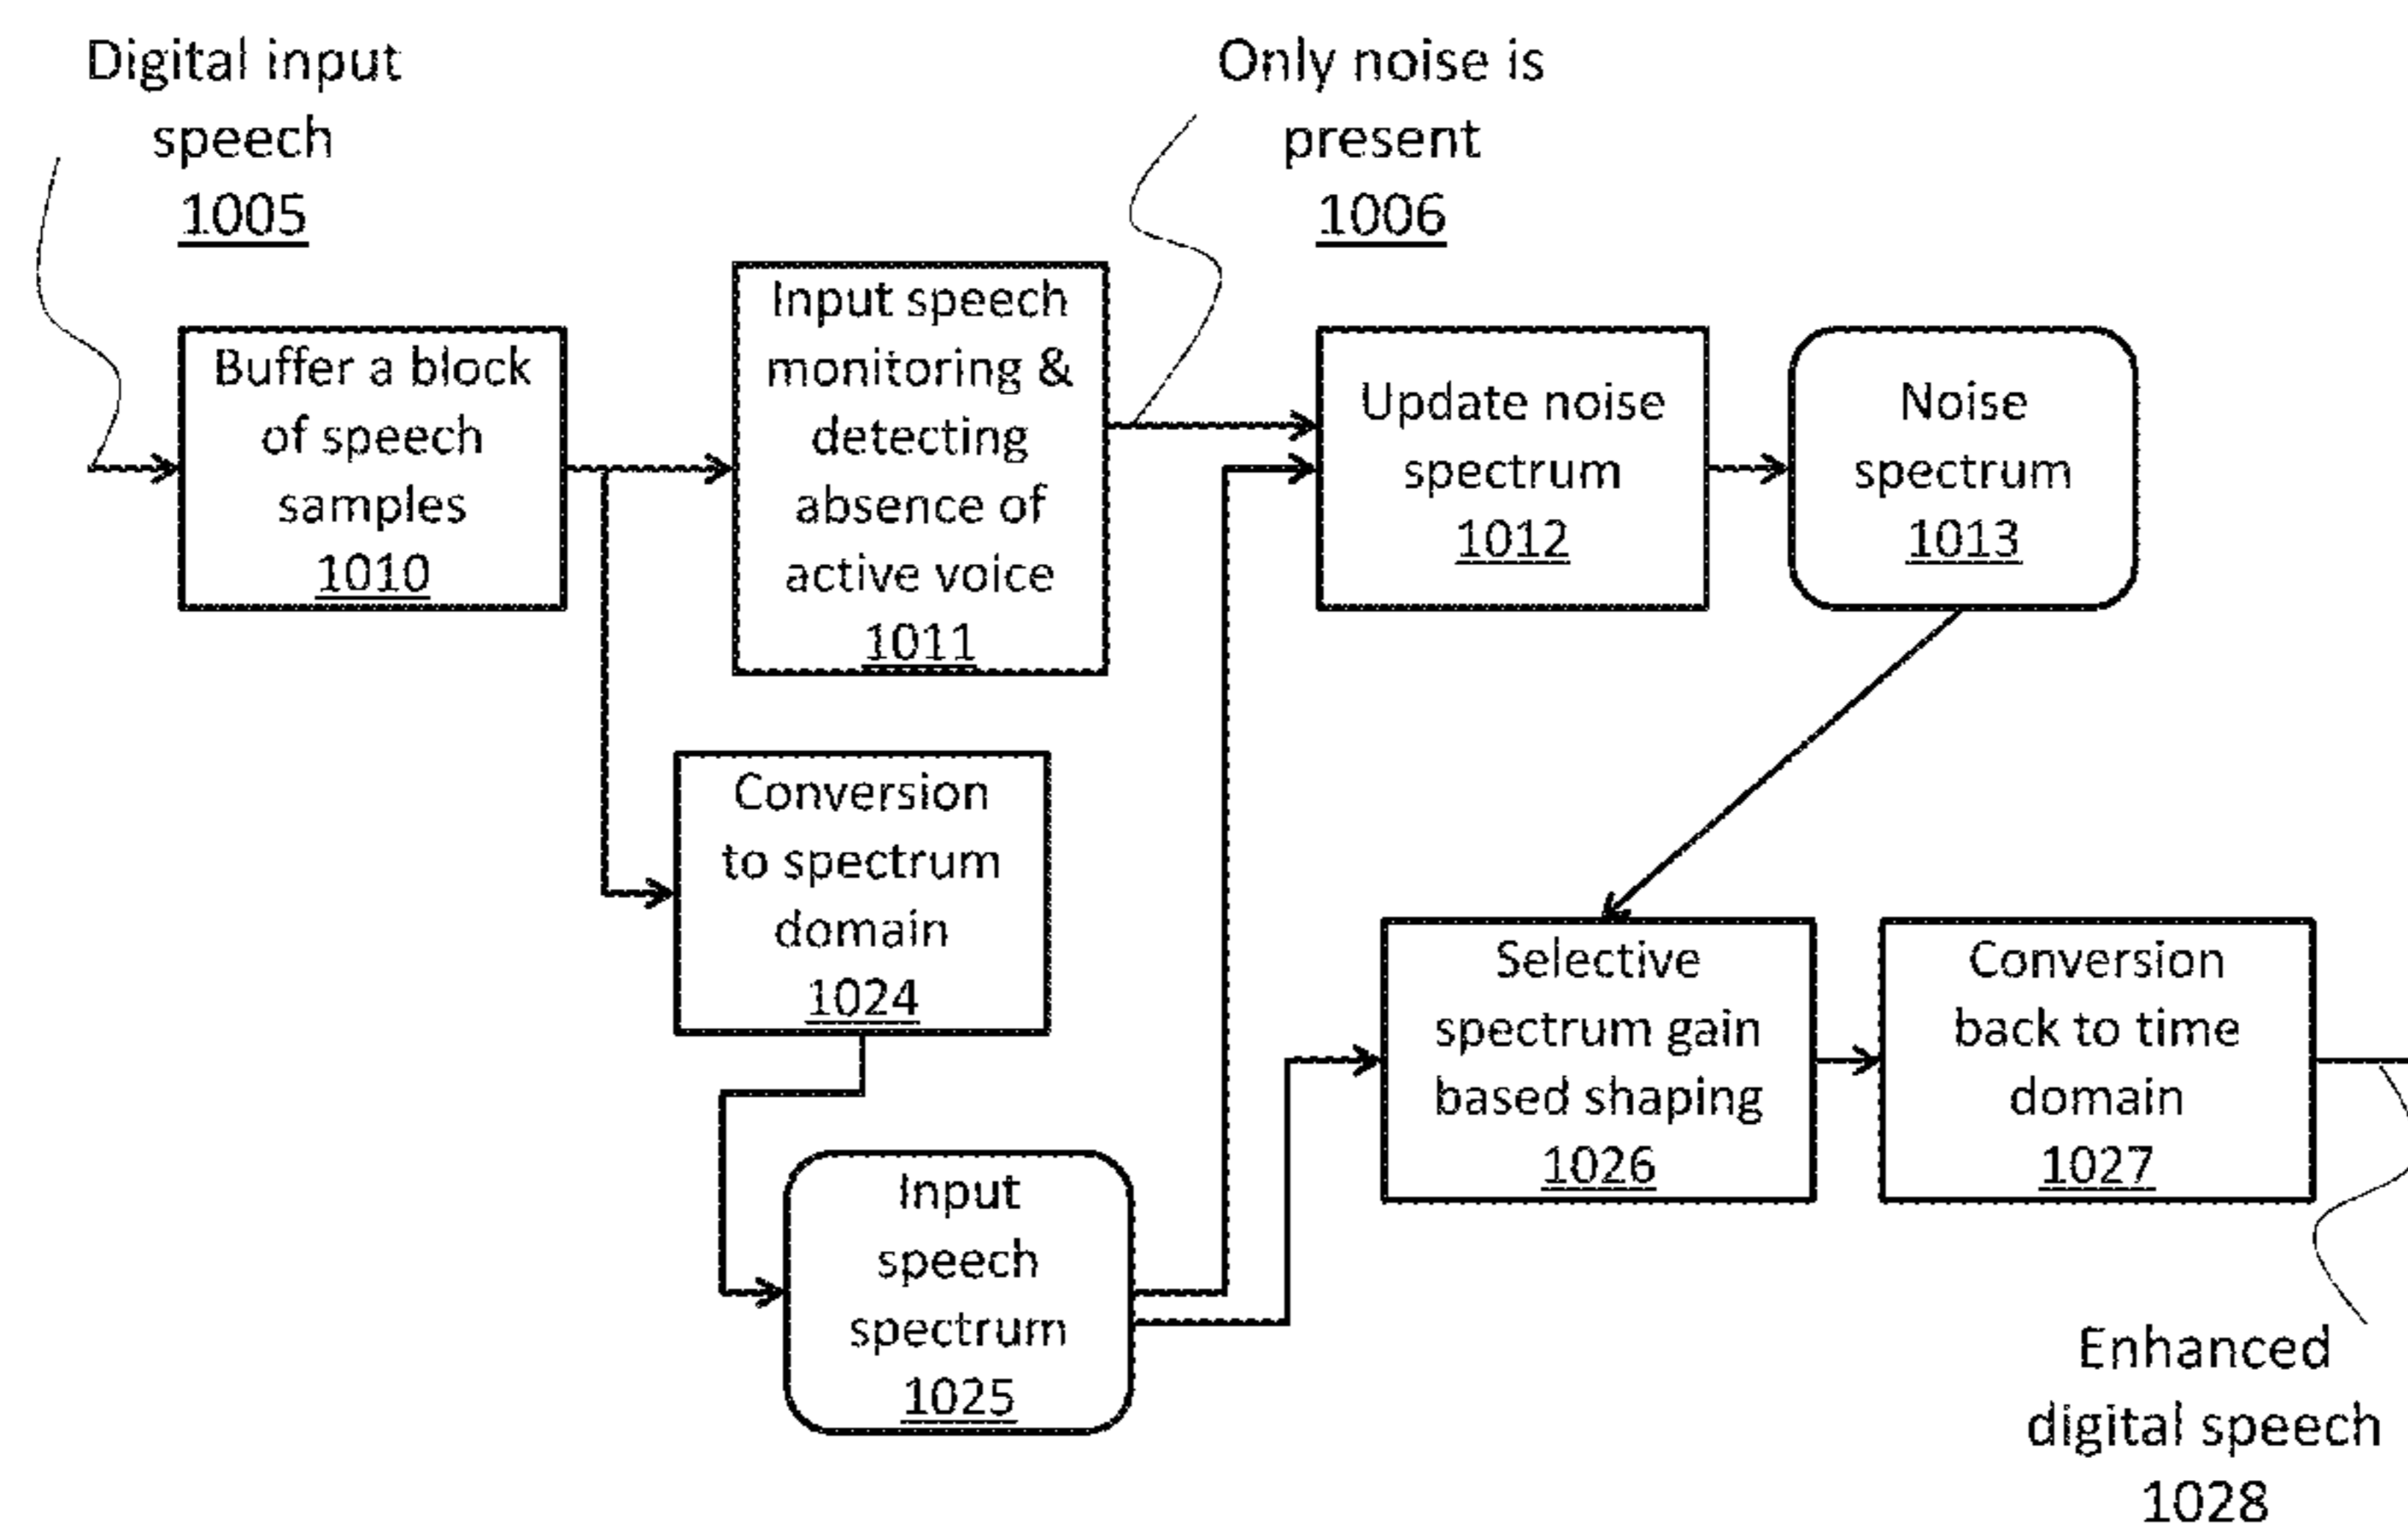 Digital input
speech
1005
Only noise is
present
1006
Buffer a block
of speech
samples
1010
Input speech
monitoring &
detecting
absence of
active voice
1011
Update noise
spectrum
1012
Noise
spectrum
1013
Conversion
to spectrum
domain
1024
Input
speech
spectrum
1025
Selective
spectrum gain
based shaping
1026
Conversion
back to time
domain
1027
Enhanced
digital speech
1028